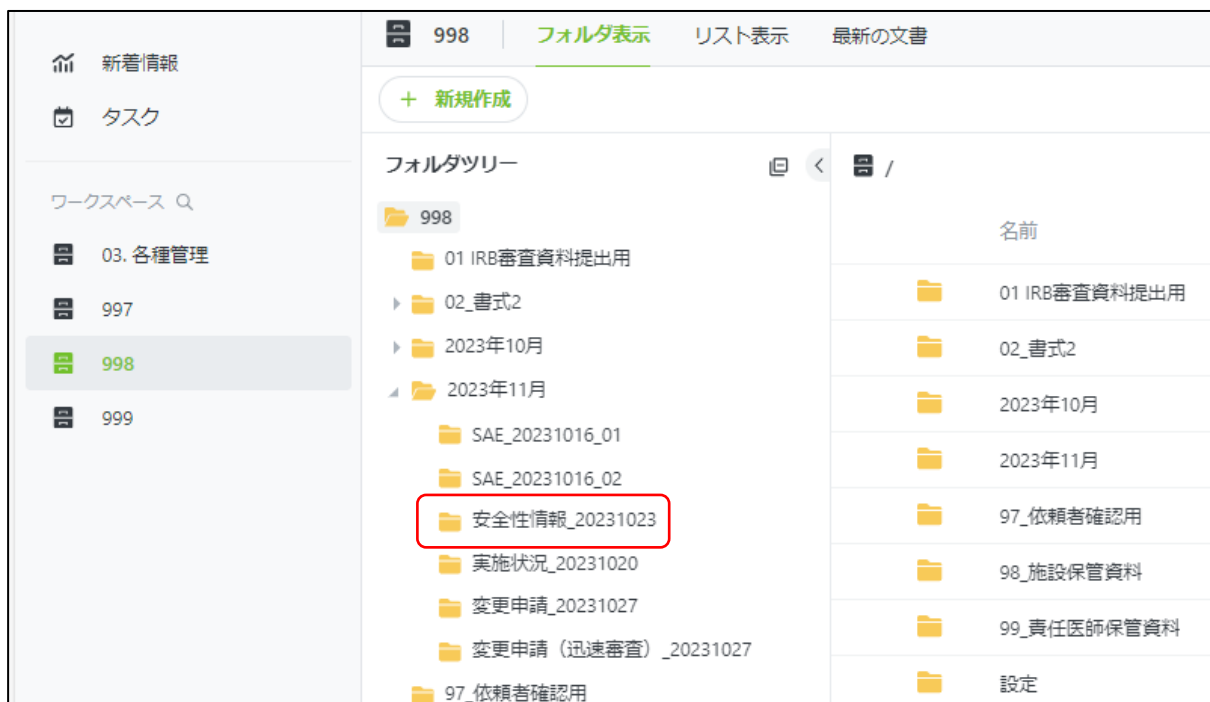 新着情報
タスク
ワークスペース
03. 各種管理
997
998
999
998 フォルダ表示 リスト表示 最新の文書
+ 新規作成
フォルダツリー
998
01 IRB審査資料提出用
02_書式2
2023年10月
2023年11月
SAE_20231016_01
SAE_20231016_02
安全性情報_20231023
実施状況_20231020
変更申請_20231027
変更申請（迅速審査）_20231027
97_依頼者確認用
/
名前
01 IRB審査資料提出用
02_書式2
2023年10月
2023年11月
97_依頼者確認用
98_施設保管資料
99_責任医師保管資料
設定